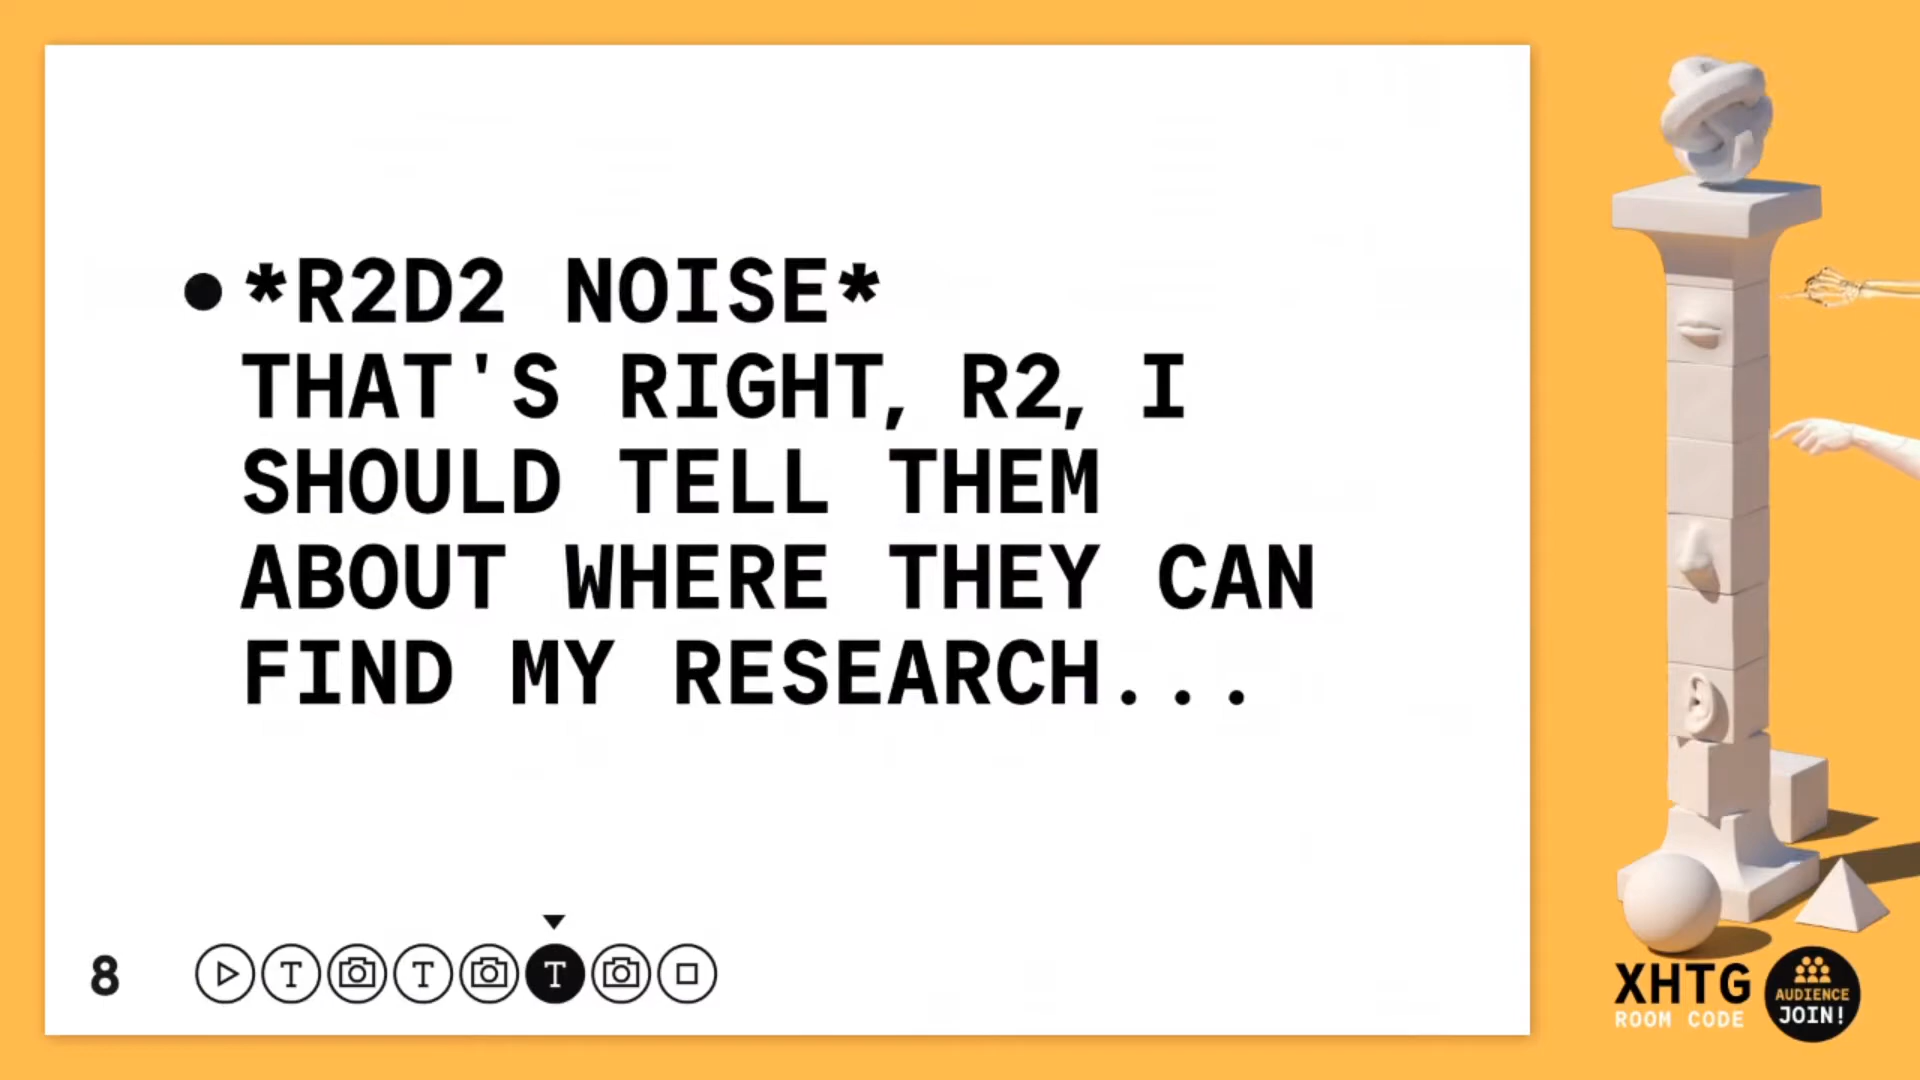 ● *R2D2 NOISE*
THAT'S RIGHT, R2, I
SHOULD TELL THEM
ABOUT WHERE THEY CAN
FIND MY RESEARCH...
8
T
T
T
XHTG
ROOM CODE
AUDIENCE
JOIN!